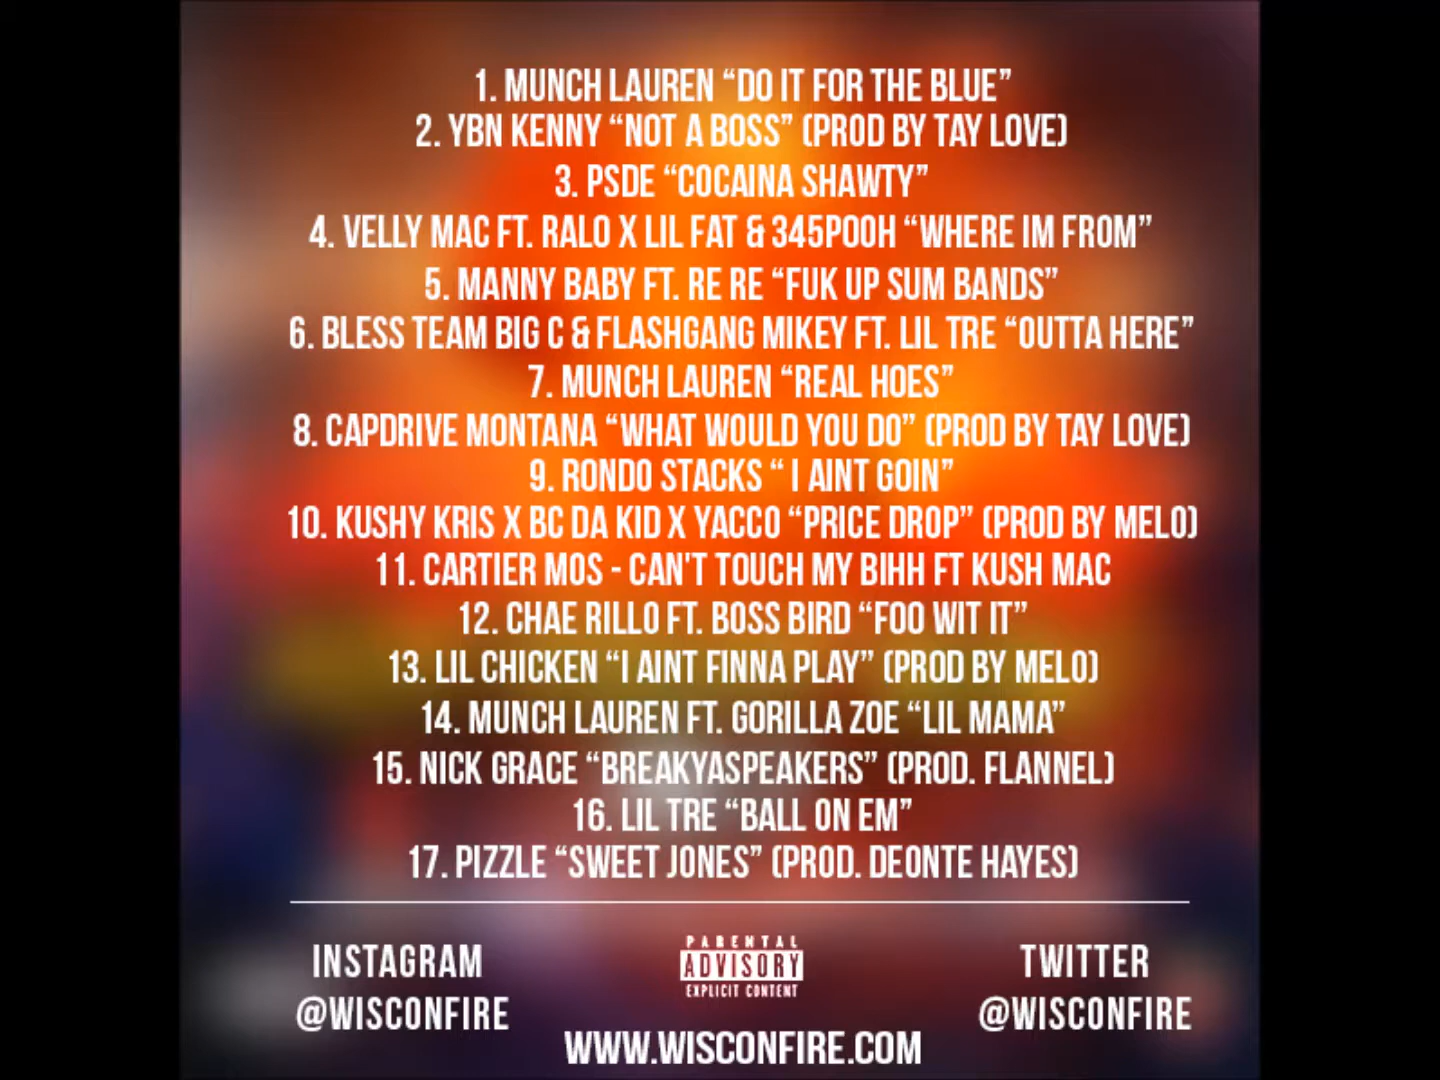 1. MUNCH LAUREN “DO IT FOR THE BLUE”
2. YBN KENNY “NOT A BOSS” (PROD BY TAY LOVE)
3. PSDE “COCAINA SHAWTY”
4. VELLY MAC FT. RALO X LIL FAT & 345POOH “WHERE IM FROM”
5. MANNY BABY FT. RE RE “FUK UP SUM BANDS”
6. BLESS TEAM BIG C & FLASHGANG MIKEY FT. LIL TRE “OUTTA HERE”
7. MUNCH LAUREN “REAL HOES”
8. CAPDRIVE MONTANA “WHAT WOULD YOU DO” (PROD BY TAY LOVE)
9. RONDO STACKS “ I AINT GOIN”
10. KUSHY KRIS X BC DA KID X YACCO “PRICE DROP” (PROD BY MELO)
11. CARTIER MOS - CAN'T TOUCH MY BIHH FT KUSH MAC
12. CHAE RILLO FT. BOSS BIRD “FOO WIT IT”
13. LIL CHICKEN “I AINT FINNA PLAY” (PROD BY MELO)
14. MUNCH LAUREN FT. GORILLA ZOE “LIL MAMA”
15. NICK GRACE “BREAKYASPEAKERS” (PROD. FLANNEL)
16. LIL TRE “BALL ON EM”
17. PIZZLE “SWEET JONES” (PROD. DEONTE HAYES)
INSTAGRAM
@WISCONFIRE
PARENTAL
ADVISORY
EXPLICIT CONTENT
TWITTER
@WISCONFIRE
WWW.WISCONFIRE.COM